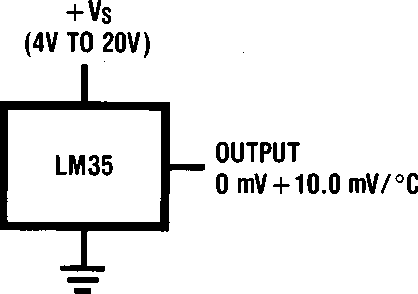 +VS
(4V TO 20V)
LM35
OUTPUT
0 mV+10.0 mV/°C